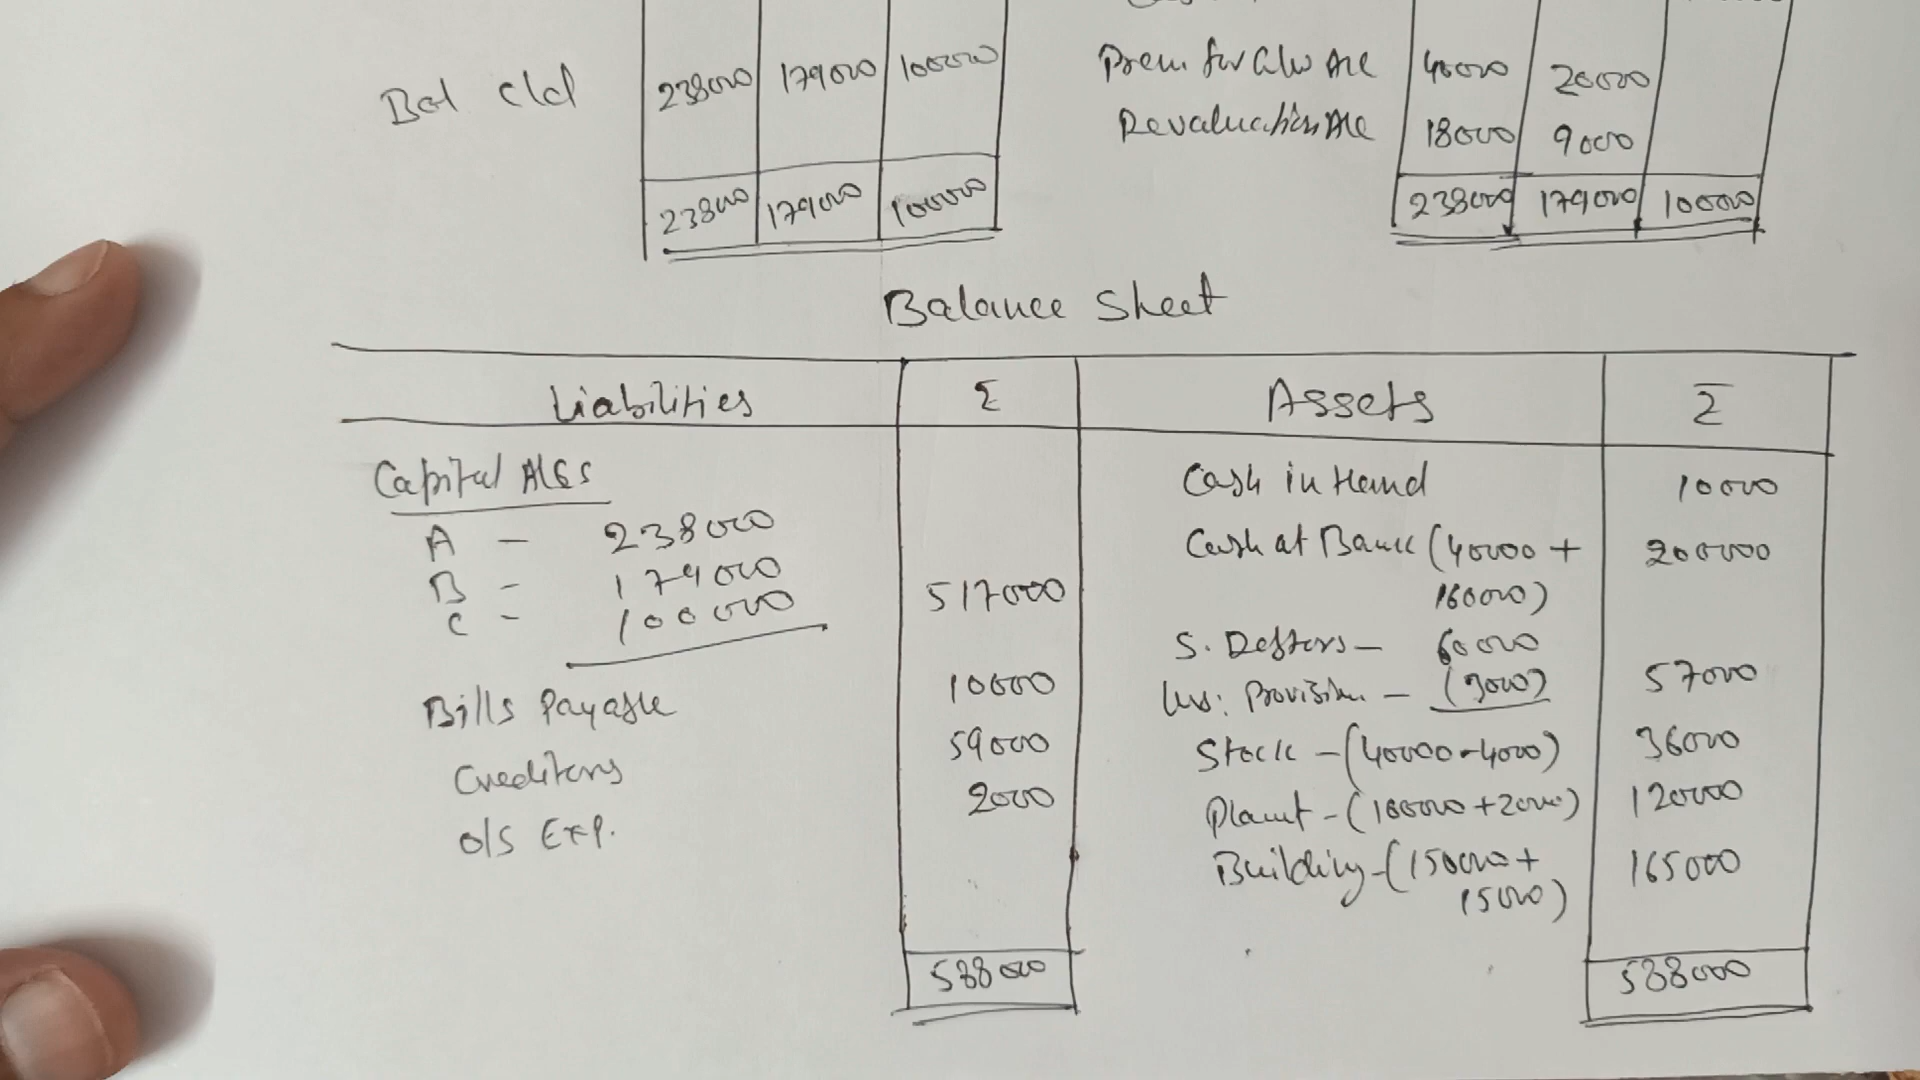 Bal c/d 238000 179000 100000
Prem for G/w A/c 40000 20000
Revaluation A/c 18000 9000
238000 179000 100000
238000 179000 100000
Balance Sheet
Liabilities ₹ Assets ₹
Capital A/Cs
A - 238000
B - 179000
C - 100000
517000
Bills Payable 10000
Creditors 59000
O/S Exp. 2000
588000
Cash in Hand 10000
Cash at Bank (40000 + 200000
160000)
S. Debtors - 60000
Less: Provision - (3000) 57000
Stock - (40000-4000) 36000
Plant - (100000+20000) 120000
Building - (150000+ 165000
15000)
588000